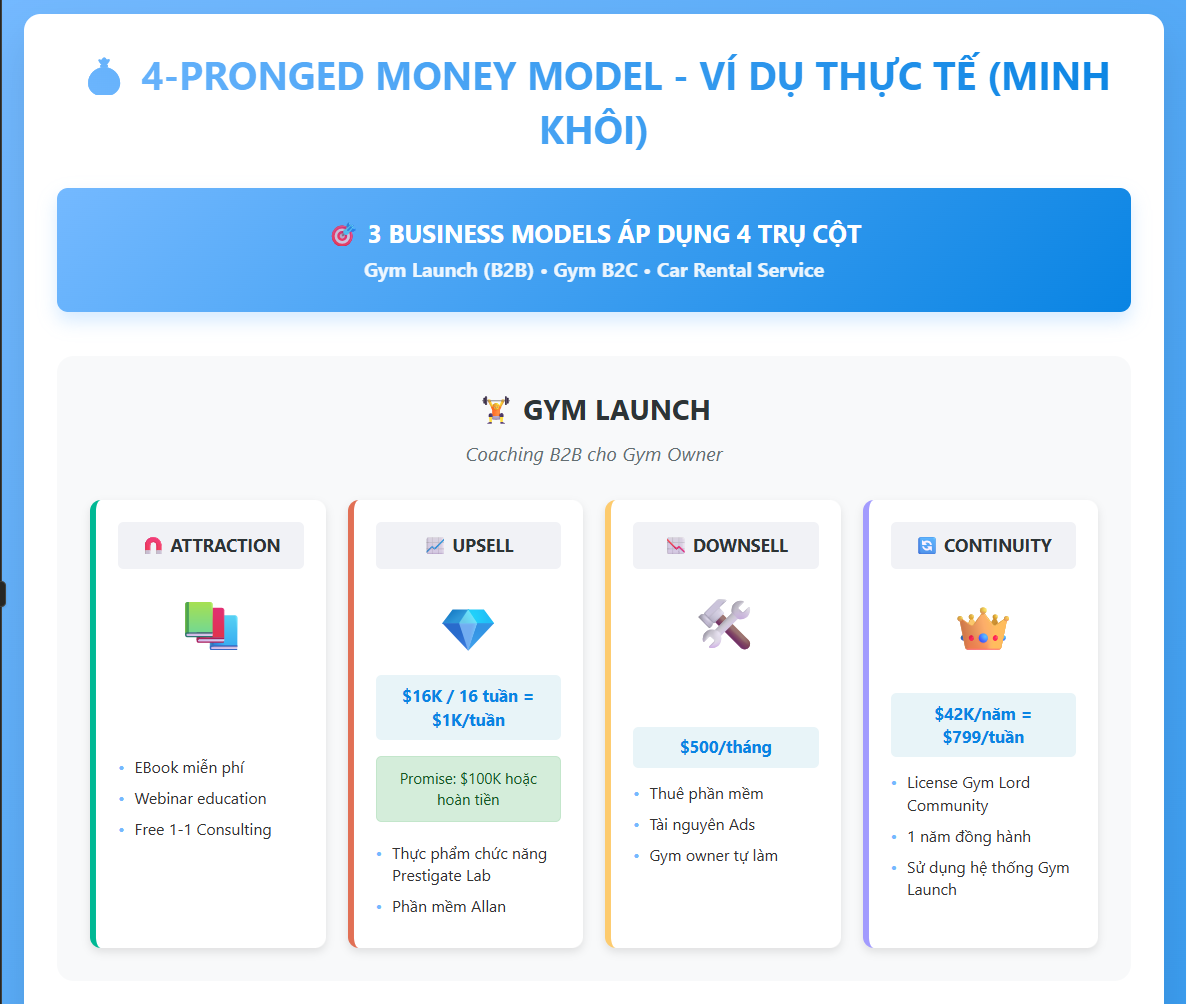 4-PRONGED MONEY MODEL - VÍ DỤ THỰC TẾ (MINH
KHÔI)
3 BUSINESS MODELS ÁP DỤNG 4 TRỤ CỘT
Gym Launch (B2B) • Gym B2C • Car Rental Service
GYM LAUNCH
Coaching B2B cho Gym Owner
ATTRACTION
• EBook miễn phí
• Webinar education
• Free 1-1 Consulting
UPSELL
$16K / 16 tuần =
$1K/tuần
Promise: $100K hoặc
hoàn tiền
• Thực phẩm chức năng
Prestigate Lab
• Phần mềm Allan
DOWNSELL
$500/tháng
• Thuê phần mềm
• Tài nguyên Ads
• Gym owner tự làm
CONTINUITY
$42K/năm =
$799/tuần
• License Gym Lord
Community
• 1 năm đồng hành
• Sử dụng hệ thống Gym
Launch